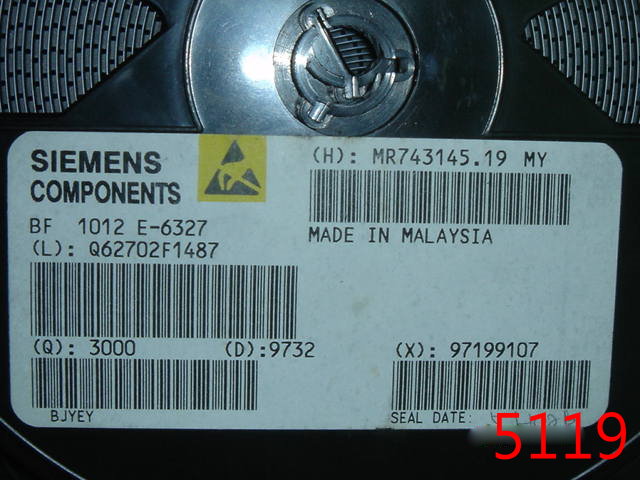 SIEMENS
COMPONENTS
BF 1012 E-6327
(L): Q62702F1487
(H): MR743145.19 MY
MADE IN MALAYSIA
(Q): 3000 (D):9732 (X): 97199107
BJYEY
SEAL DATE:
5119